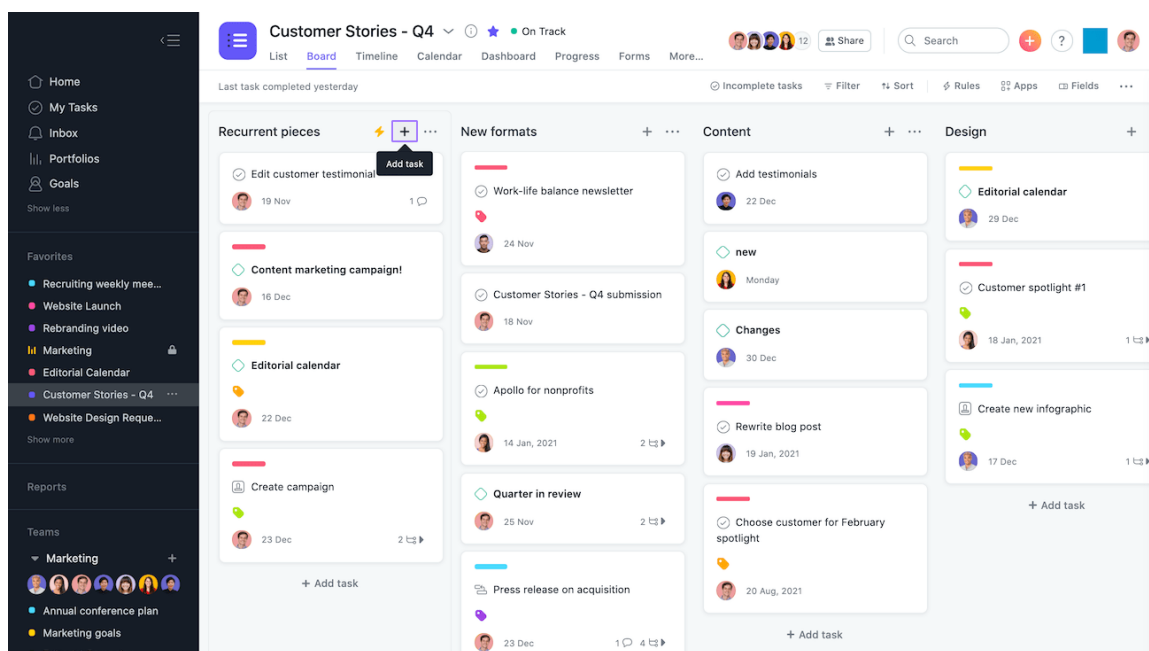 Home
My Tasks
Inbox
Portfolios
Goals
Show less
Favorites
Recruiting weekly mee...
Website Launch
Rebranding video
Marketing
Editorial Calendar
Customer Stories - Q4
Website Design Reque...
Show more
Reports
Teams
Marketing
Annual conference plan
Marketing goals
Customer Stories - Q4
On Track
List Board Timeline Calendar Dashboard Progress Forms More...
12
Share
Search
?
Last task completed yesterday
Incomplete tasks Filter Sort Rules Apps Fields
Recurrent pieces
Add task
Edit customer testimonial
19 Nov 1
Content marketing campaign!
16 Dec
Editorial calendar
22 Dec
Create campaign
23 Dec 2
+ Add task
New formats
Work-life balance newsletter
24 Nov
Customer Stories - Q4 submission
18 Nov
Apollo for nonprofits
14 Jan, 2021 2
Quarter in review
25 Nov 2
Press release on acquisition
23 Dec 1 4
Content
Add testimonials
22 Dec
new
Monday
Changes
30 Dec
Rewrite blog post
19 Jan, 2021
Choose customer for February
spotlight
20 Aug, 2021
+ Add task
Design
Editorial calendar
29 Dec
Customer spotlight #1
18 Jan, 2021 1
Create new infographic
17 Dec 1
+ Add task